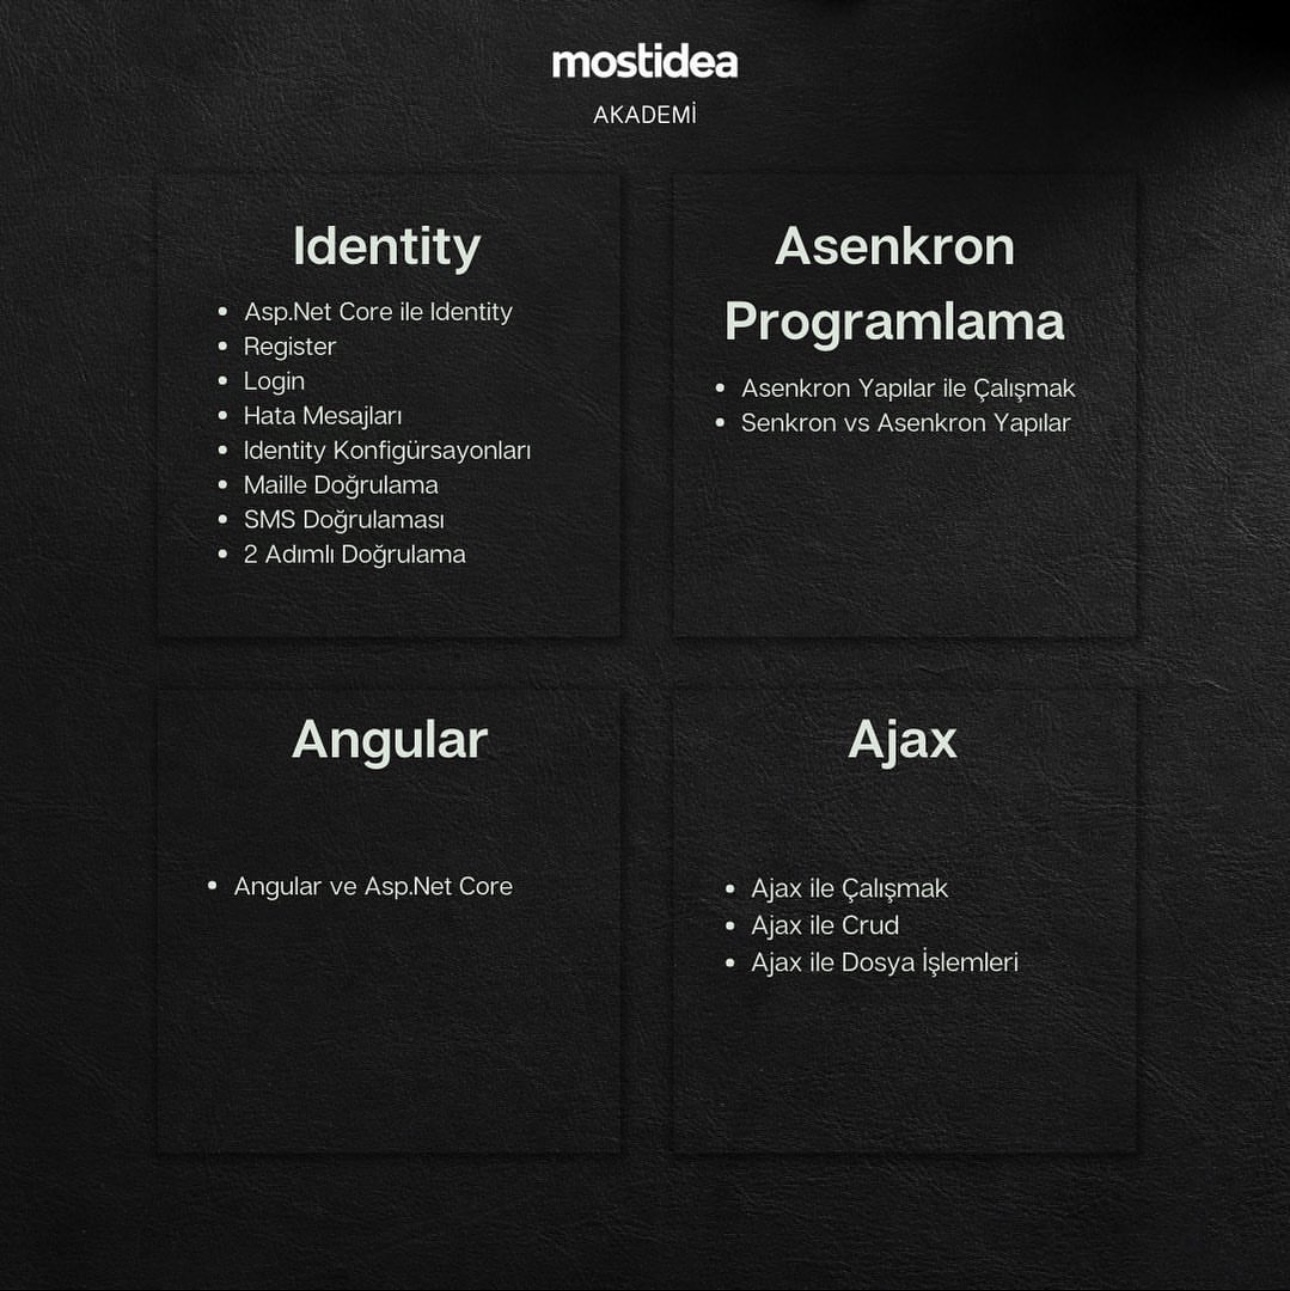 mostidea
AKADEMİ
Identity
• Asp.Net Core ile Identity
• Register
• Login
• Hata Mesajları
• Identity Konfigürsayonları
• Maille Doğrulama
• SMS Doğrulaması
• 2 Adımlı Doğrulama
Asenkron
Programlama
• Asenkron Yapılar ile Çalışmak
• Senkron vs Asenkron Yapılar
Angular
• Angular ve Asp.Net Core
Ajax
• Ajax ile Çalışmak
• Ajax ile Crud
• Ajax ile Dosya İşlemleri